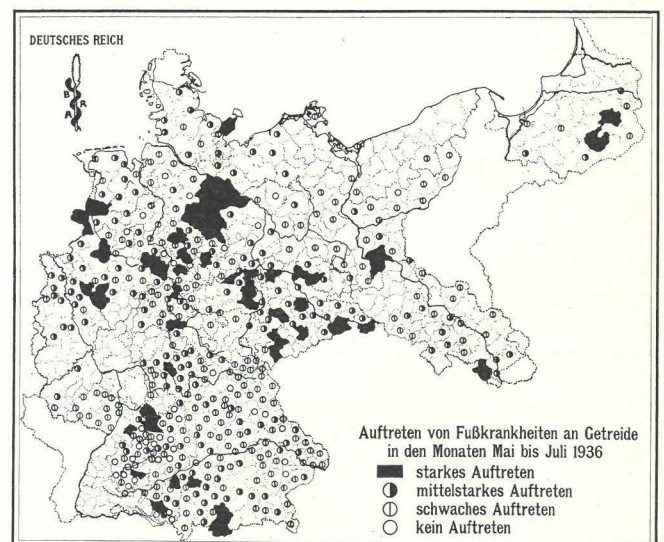 DEUTSCHES REICH
B
R
A
Auftreten von Fußkrankheiten an Getreide
in den Monaten Mai bis Juli 1936
starkes Auftreten
mittelstarkes Auftreten
schwaches Auftreten
kein Auftreten